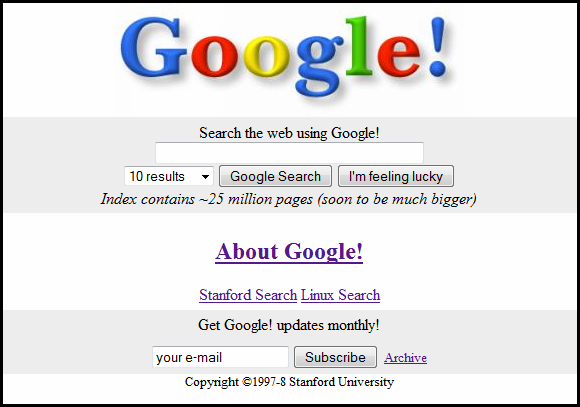 Google!
Search the web using Google!
10 results Google Search I'm feeling lucky
Index contains ~25 million pages (soon to be much bigger)
About Google!
Stanford Search Linux Search
Get Google! updates monthly!
your e-mail Subscribe Archive
Copyright ©1997-8 Stanford University